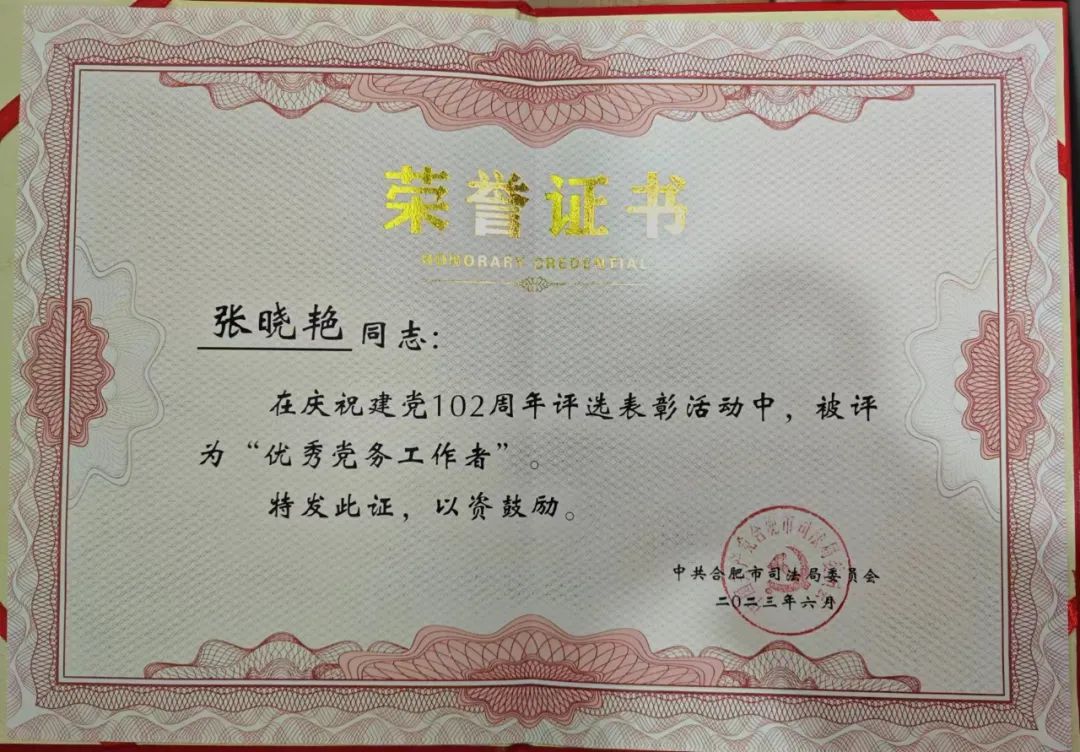 荣誉证书
HONORARY CREDENTIAL
张晓艳同志：
在庆祝建党102周年评选表彰活动中，被评
为“优秀党务工作者”。
特发此证，以资鼓励。
中共合肥市司法局委员会
二0二三年六月